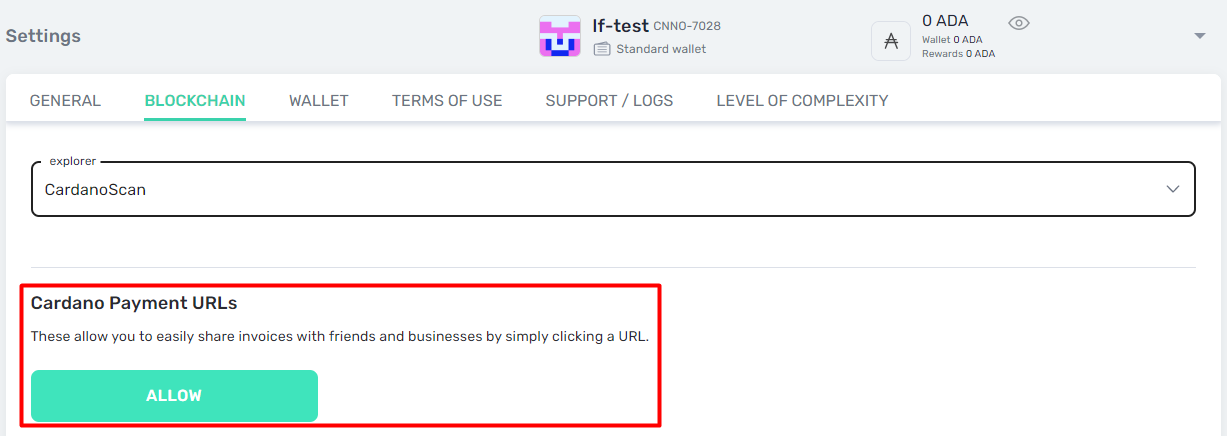 Settings
lf-test CNNO-7028
Standard wallet
0 ADA
Wallet 0 ADA
Rewards 0 ADA
GENERAL BLOCKCHAIN WALLET TERMS OF USE SUPPORT / LOGS LEVEL OF COMPLEXITY
explorer
CardanoScan
Cardano Payment URLs
These allow you to easily share invoices with friends and businesses by simply clicking a URL.
ALLOW